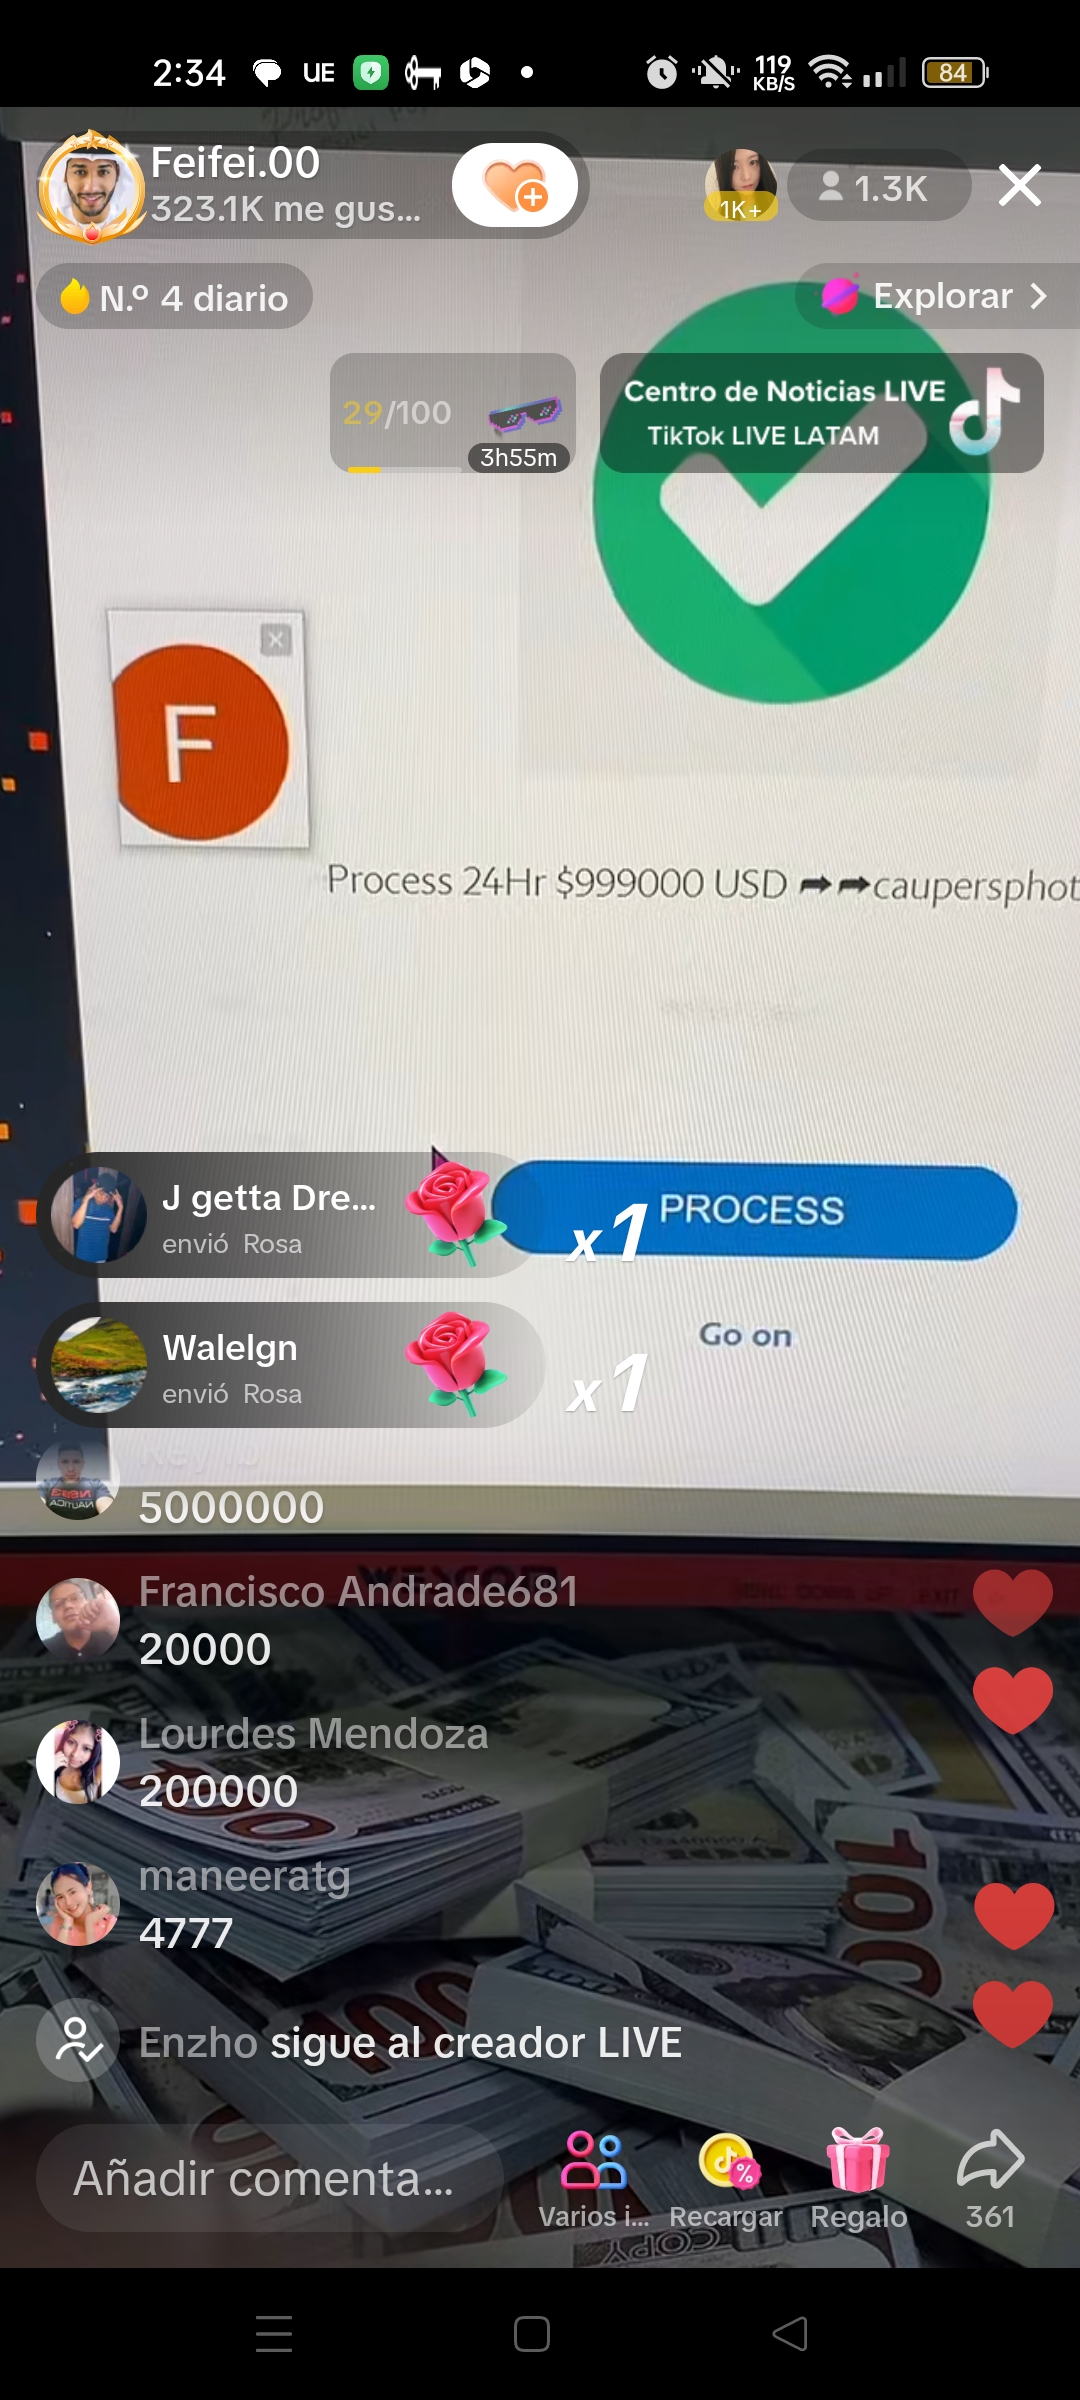 2:34
UE
119
KB/S
84
Feifei.00
323.1K me gus...
1K+
1.3K
N.º 4 diario
Explorar
29/100
3h55m
Centro de Noticias LIVE
TikTok LIVE LATAM
F
Process 24Hr $999000 USD ➡➡caupersphot
J getta Dre...
envió Rosa
x1
PROCESS
Walelgn
envió Rosa
x1
Go on
5000000
Francisco Andrade681
20000
Lourdes Mendoza
200000
maneeratg
4777
Enzho sigue al creador LIVE
Añadir comenta...
Varios i...
Recargar
Regalo
361
COPY